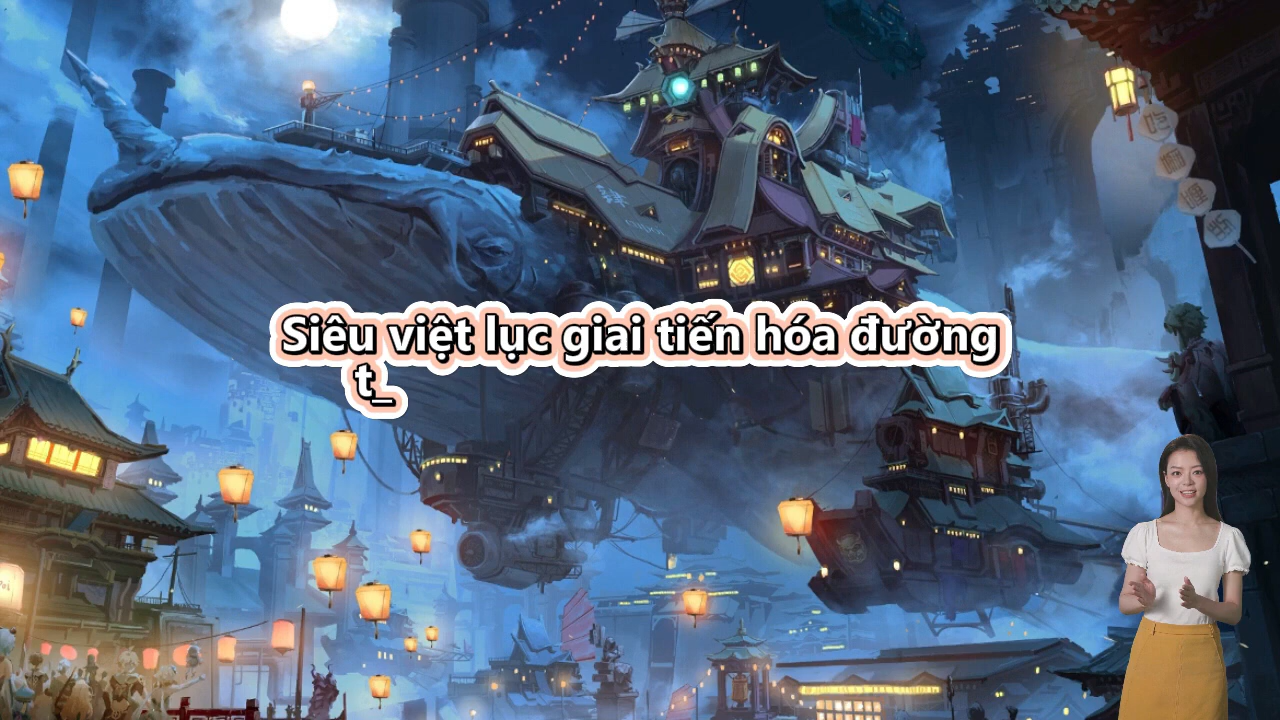 Siêu việt lục giai tiến hóa đường
t_